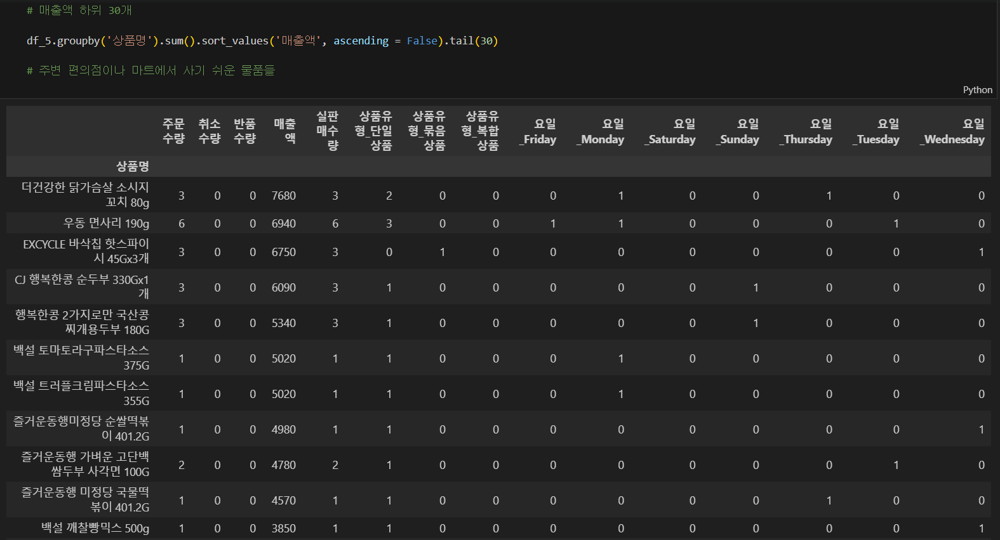 # 매출액 하위 30개
df_5.groupby('상품명').sum().sort_values('매출액', ascending = False).tail(30)
# 주변 편의점이나 마트에서 사기 쉬운 물품들
Python
주문수량 취소수량 반품수량 매출액 실판매수량 상품유형_단일상품 상품유형_묶음상품 상품유형_복합상품 요일_Friday 요일_Monday 요일_Saturday 요일_Sunday 요일_Thursday 요일_Tuesday 요일_Wednesday
상품명
더건강한 닭가슴살 소시지 꼬치 80g 3 0 0 7680 3 2 0 0 0 1 0 0 1 0 0
우동 면사리 190g 6 0 0 6940 6 3 0 0 1 1 0 0 0 1 0
EXCYCLE 바삭칩 핫스파이시 45Gx3개 3 0 0 6750 3 0 1 0 0 0 0 0 0 0 1
CJ 행복한콩 순두부 330Gx1개 3 0 0 6090 3 1 0 0 0 0 0 1 0 0 0
행복한콩 2가지로만 국산콩 찌개용두부 180G 3 0 0 5340 3 1 0 0 0 0 0 1 0 0 0
백설 토마토라구파스타소스 375G 1 0 0 5020 1 1 0 0 0 1 0 0 0 0 0
백설 트러플크림파스타소스 355G 1 0 0 5020 1 1 0 0 0 1 0 0 0 0 0
즐거운동행미정당 순쌀떡볶이 401.2G 1 0 0 4980 1 1 0 0 0 0 0 0 0 0 1
즐거운동행 가벼운 고단백 쌈두부 사각면 100G 2 0 0 4780 2 1 0 0 0 0 0 0 0 1 0
즐거운동행 미정당 국물떡볶이 401.2G 1 0 0 4570 1 1 0 0 0 0 0 0 1 0 0
백설 깨찰빵믹스 500g 1 0 0 3850 1 1 0 0 0 0 0 0 0 0 1